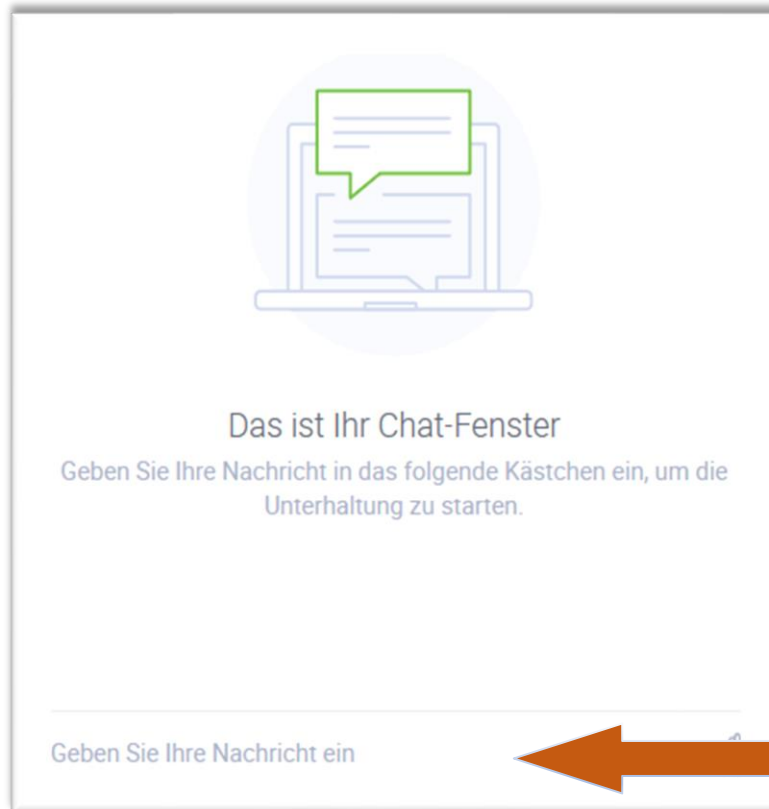 Das ist Ihr Chat-Fenster
Geben Sie Ihre Nachricht in das folgende Kästchen ein, um die
Unterhaltung zu starten.
Geben Sie Ihre Nachricht ein